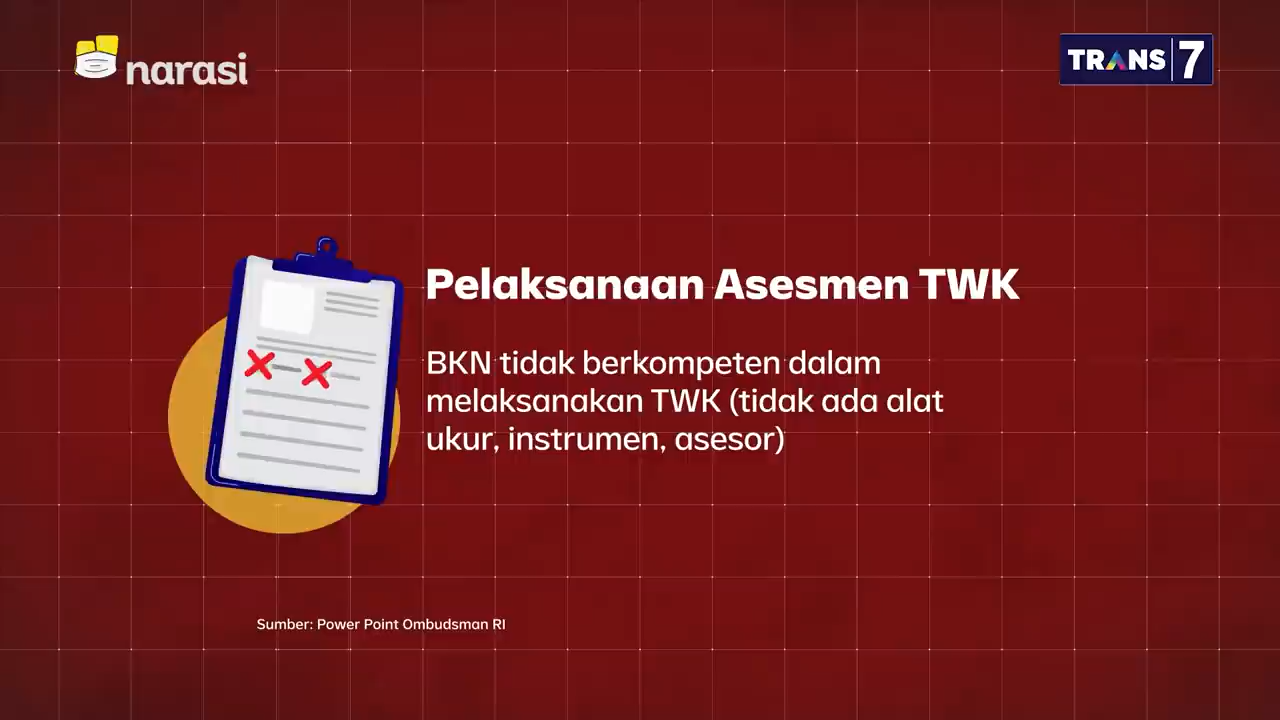 narasi
TRANS 7
Pelaksanaan Asesmen TWK
BKN tidak berkompeten dalam
melaksanakan TWK (tidak ada alat
ukur, instrumen, asesor)
Sumber: Power Point Ombudsman RI